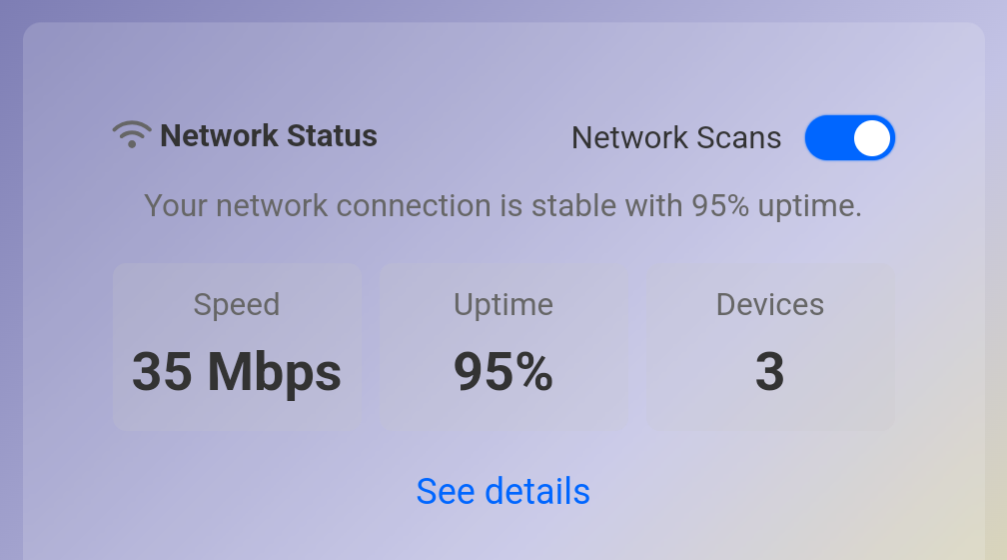 Network Status
Network Scans
Your network connection is stable with 95% uptime.
Speed
35 Mbps
Uptime
95%
Devices
3
See details